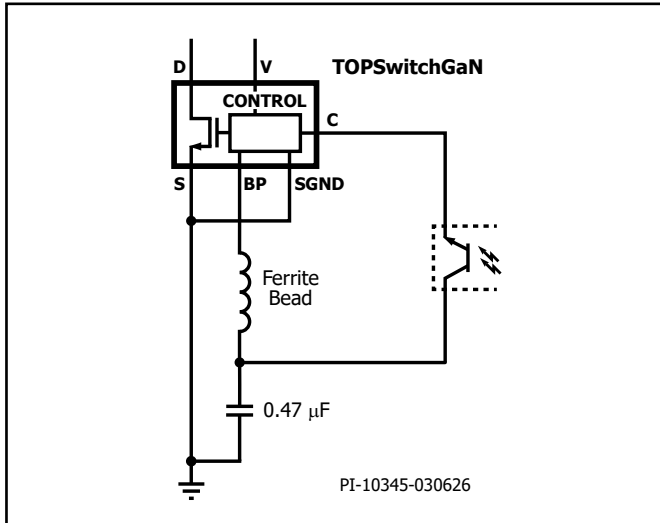 D
V
TOPSwitchGaN
CONTROL
C
S
BP
SGND
Ferrite
Bead
0.47 μF
PI-10345-030626